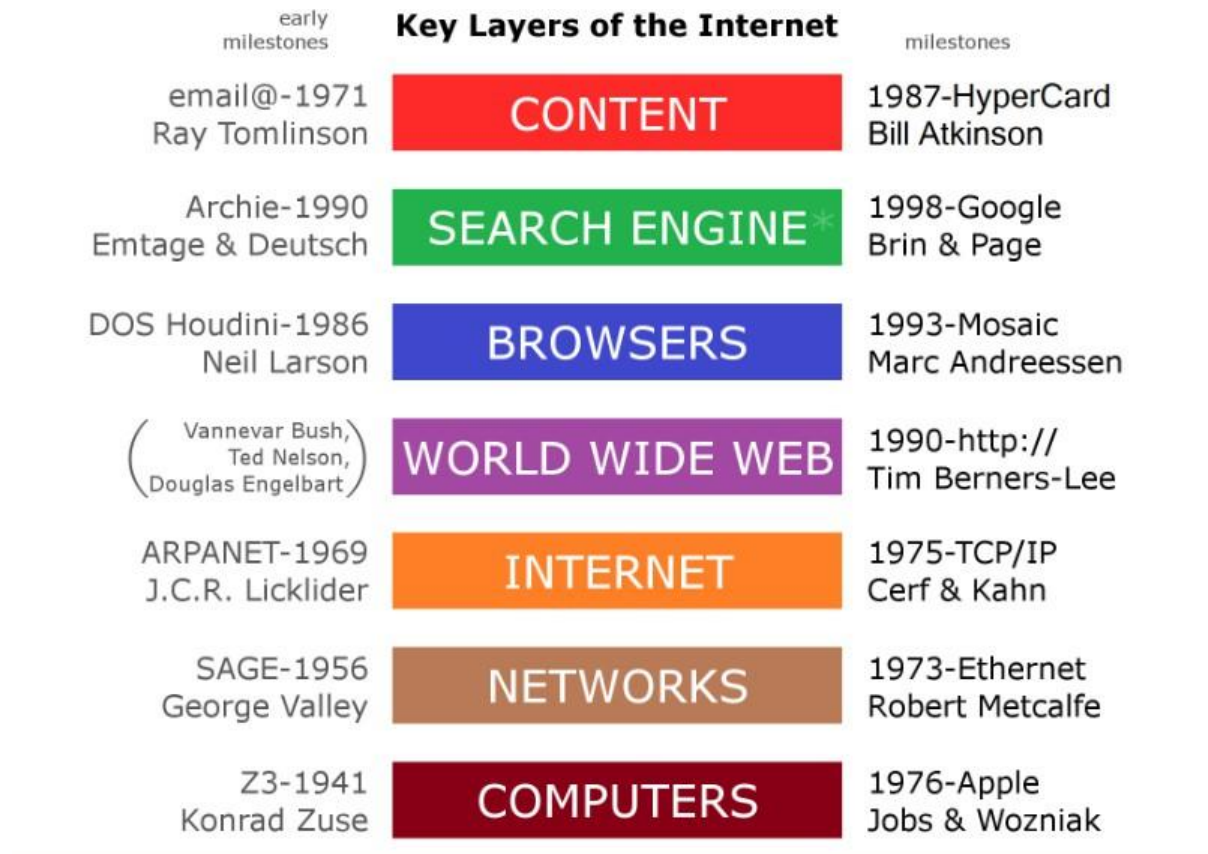 early
milestones
Key Layers of the Internet
milestones
email@-1971
Ray Tomlinson
CONTENT
1987-HyperCard
Bill Atkinson
Archie-1990
Emtage & Deutsch
SEARCH ENGINE*
1998-Google
Brin & Page
DOS Houdini-1986
Neil Larson
BROWSERS
1993-Mosaic
Marc Andreessen
(Vannevar Bush,
Ted Nelson,
Douglas Engelbart)
WORLD WIDE WEB
1990-http://
Tim Berners-Lee
ARPANET-1969
J.C.R. Licklider
INTERNET
1975-TCP/IP
Cerf & Kahn
SAGE-1956
George Valley
NETWORKS
1973-Ethernet
Robert Metcalfe
Z3-1941
Konrad Zuse
COMPUTERS
1976-Apple
Jobs & Wozniak